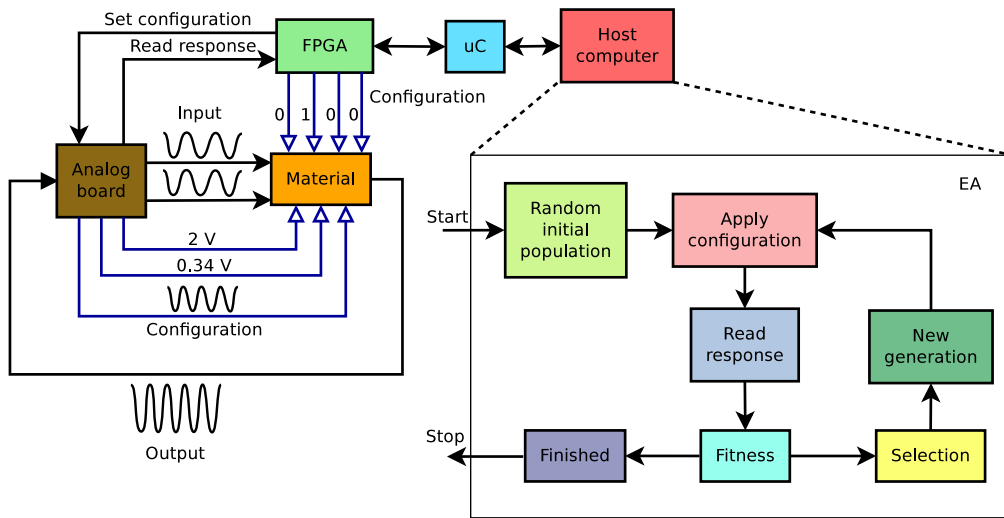 Set configuration
Read response
FPGA
uC
Host
computer
Configuration
0 1 0 0
Input
Analog
board
Material
2 V
0.34 V
Configuration
Output
EA
Start
Random
initial
population
Apply
configuration
Read
response
New
generation
Stop
Finished
Fitness
Selection